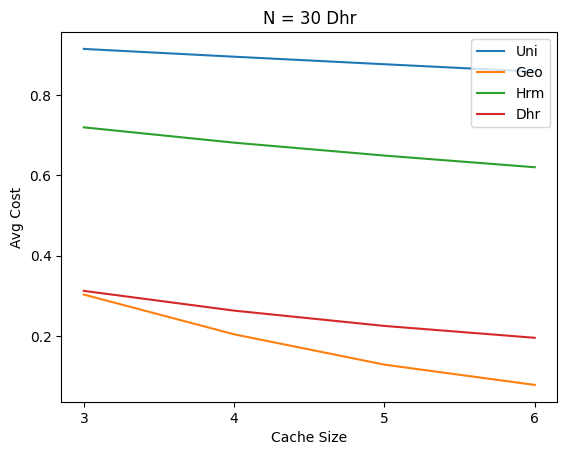 N = 30 Dhr
Uni
Geo
Hrm
Dhr
0.8
0.6
0.4
0.2
Avg Cost
3 4 5 6
Cache Size